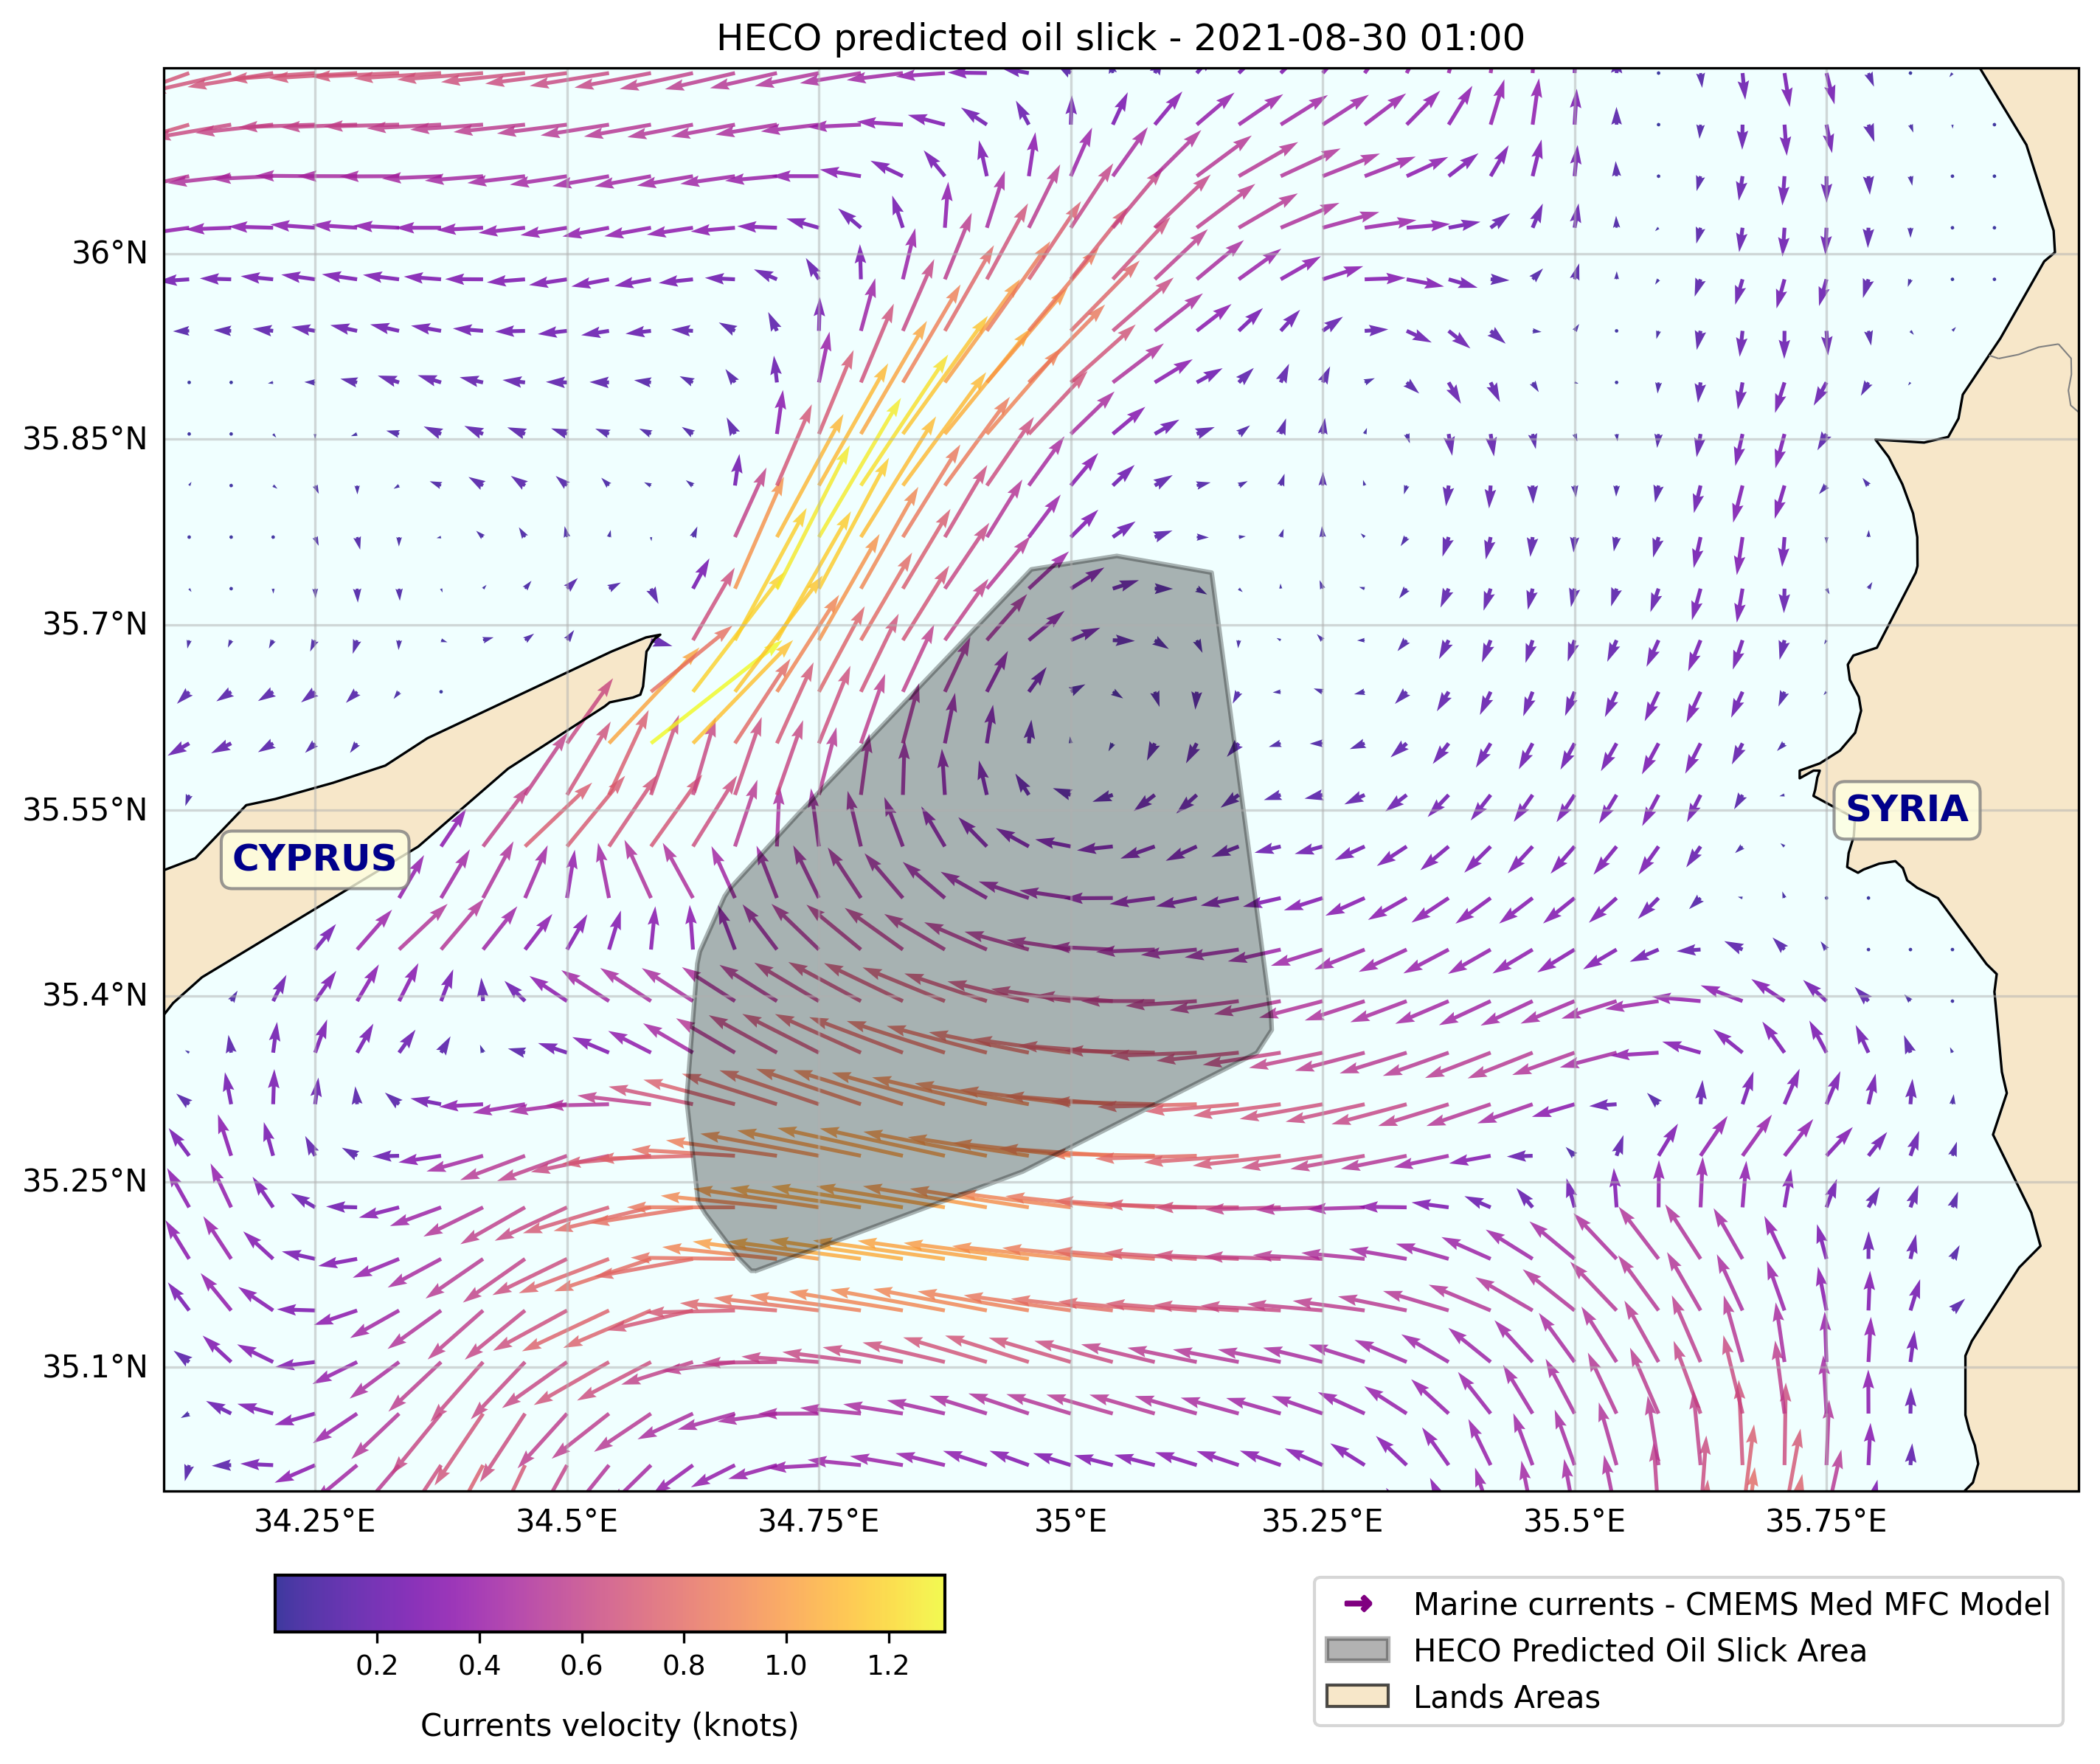 HECO predicted oil slick - 2021-08-30 01:00
36°N
35.85°N
35.7°N
35.55°N
35.4°N
35.25°N
35.1°N
CYPRUS
SYRIA
34.25°E 34.5°E 34.75°E 35°E 35.25°E 35.5°E 35.75°E
0.2 0.4 0.6 0.8 1.0 1.2
Currents velocity (knots)
Marine currents - CMEMS Med MFC Model
HECO Predicted Oil Slick Area
Lands Areas